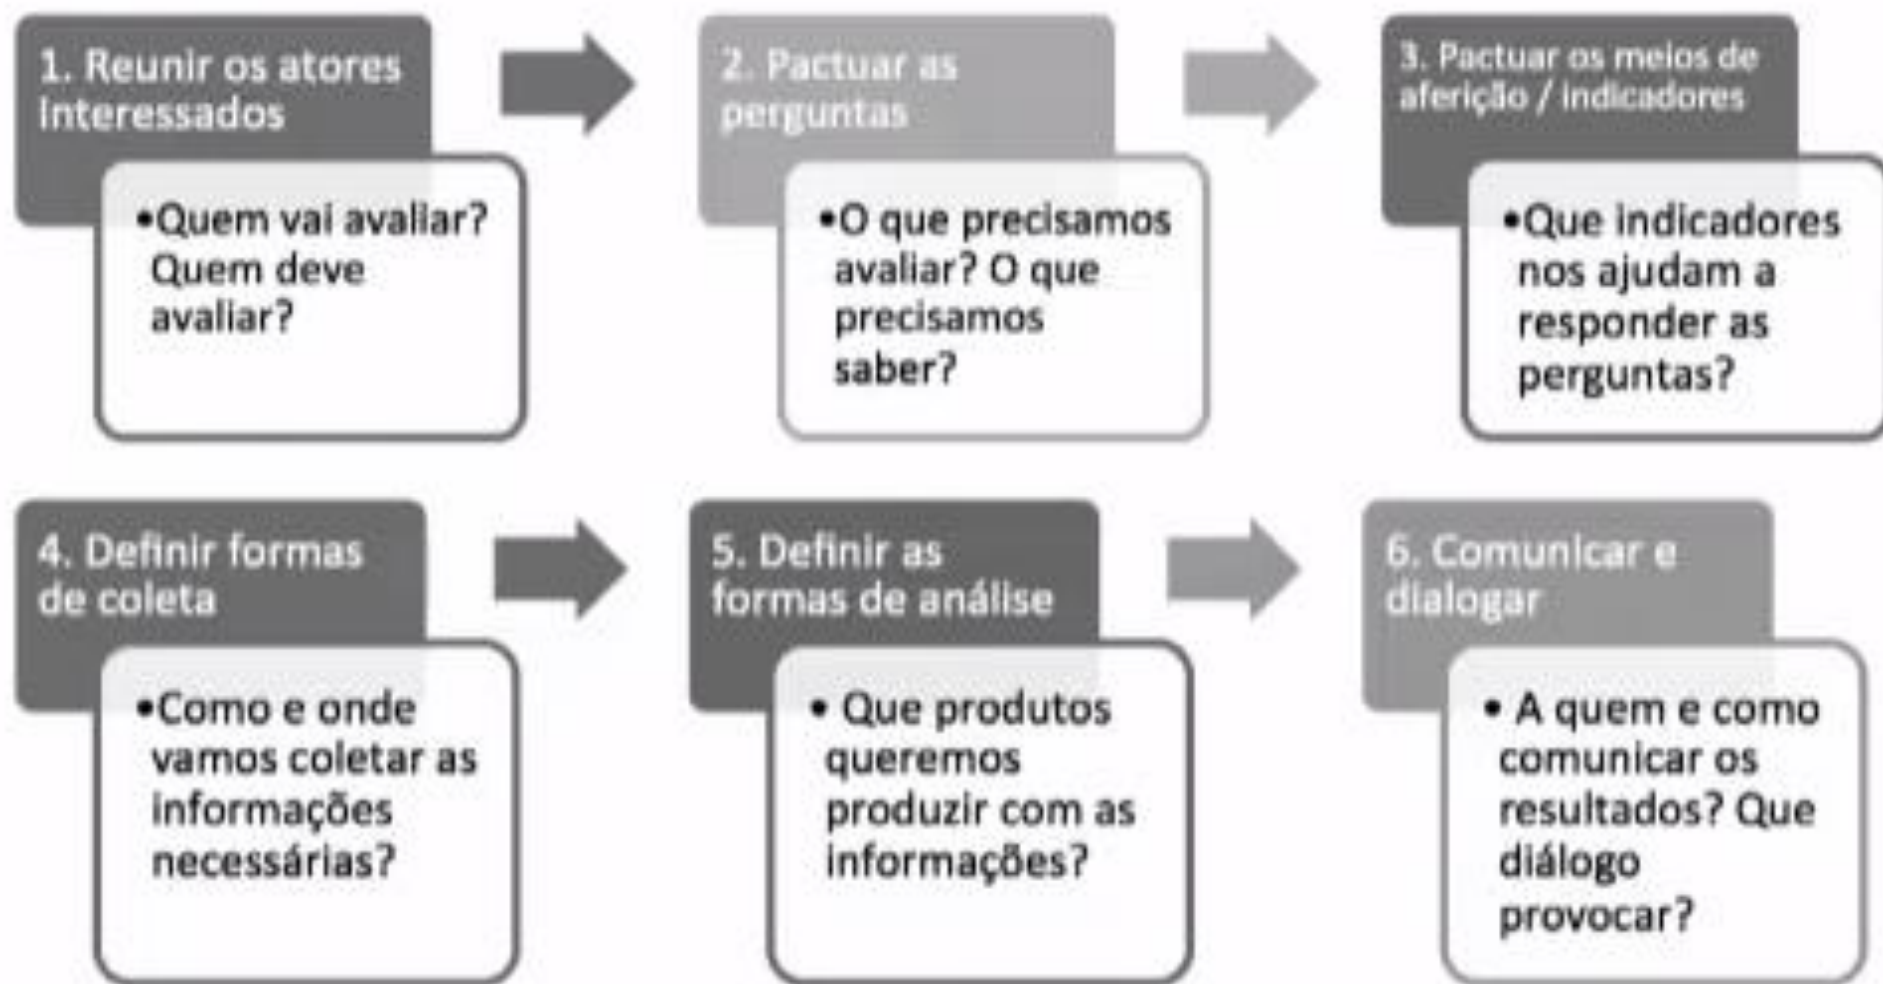 1. Reunir os atores
interessados
•Quem vai avaliar?
Quem deve
avaliar?
2. Pactuar as
perguntas
•O que precisamos
avaliar? O que
precisamos
saber?
3. Pactuar os meios de
aferição / indicadores
•Que indicadores
nos ajudam a
responder as
perguntas?
4. Definir formas
de coleta
•Como e onde
vamos coletar as
informações
necessárias?
5. Definir as
formas de análise
• Que produtos
queremos
produzir com as
informações?
6. Comunicar e
dialogar
• A quem e como
comunicar os
resultados? Que
diálogo
provocar?